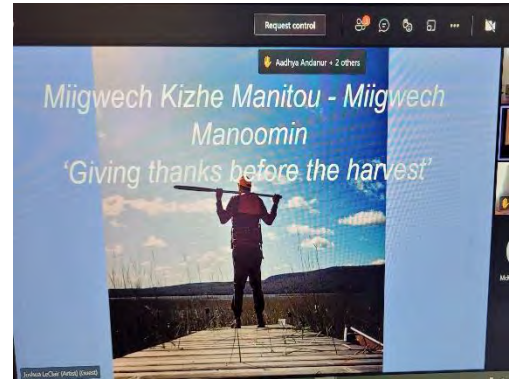 Request control
Aadhya Andanur + 2 others
Miigwech Kizhe Manitou - Miigwech
Manoomin
'Giving thanks before the harvest'
LeClair (Artist) (Guest)